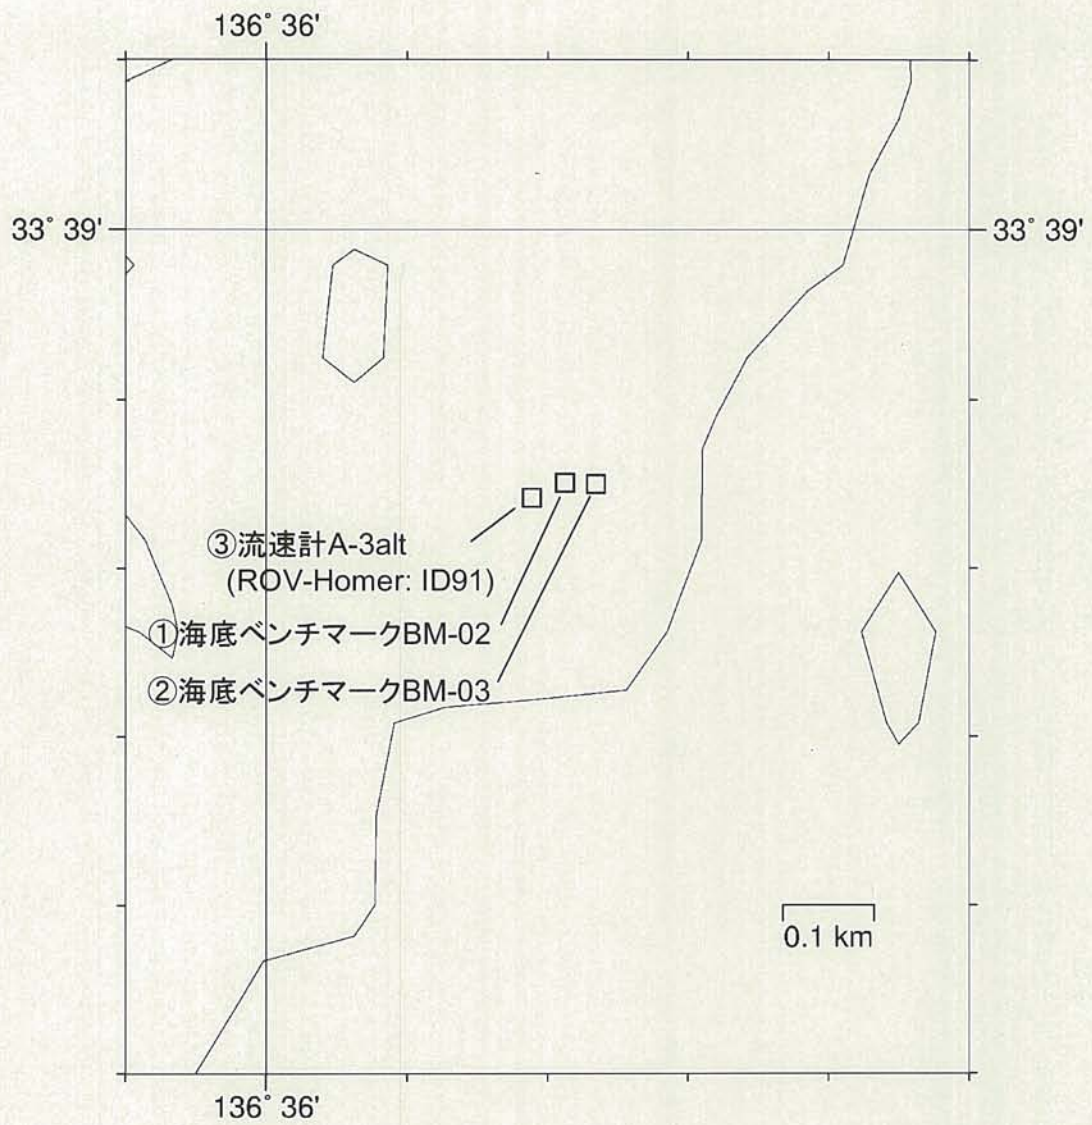 136° 36'
33° 39'
33° 39'
③流速計A-3alt
(ROV-Homer: ID91)
①海底ベンチマークBM-02
②海底ベンチマークBM-03
0.1 km
136° 36'